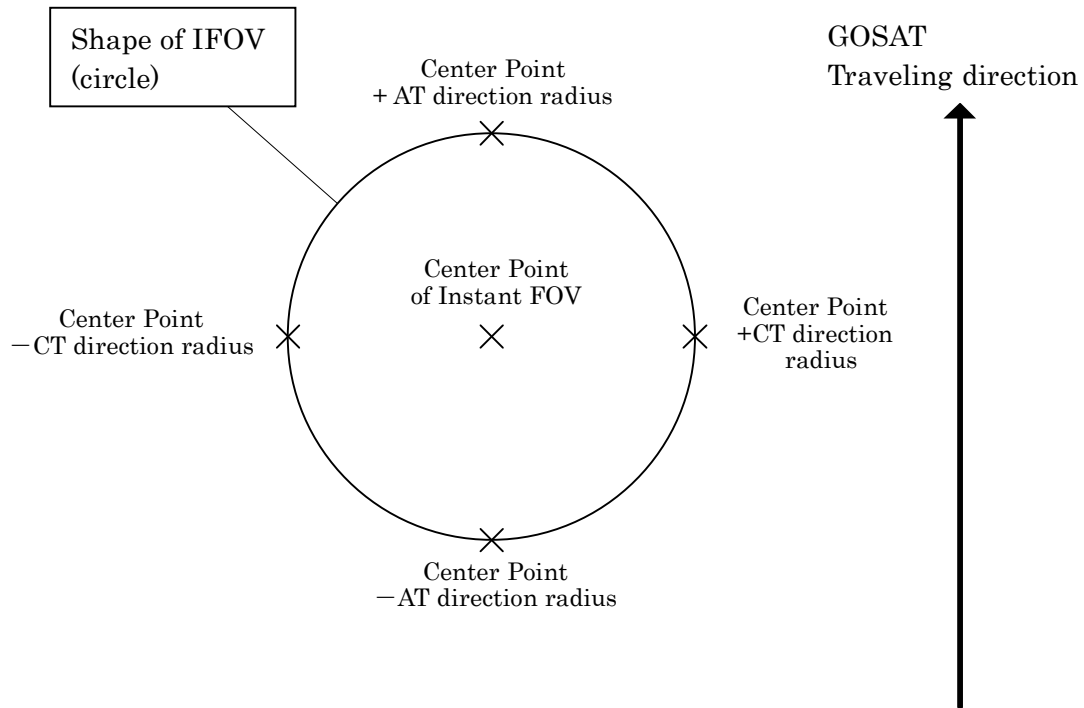 Shape of IFOV
(circle)
GOSAT
Traveling direction
Center Point
+ AT direction radius
Center Point
of Instant FOV
Center Point
－CT direction radius
Center Point
+CT direction
radius
Center Point
－AT direction radius